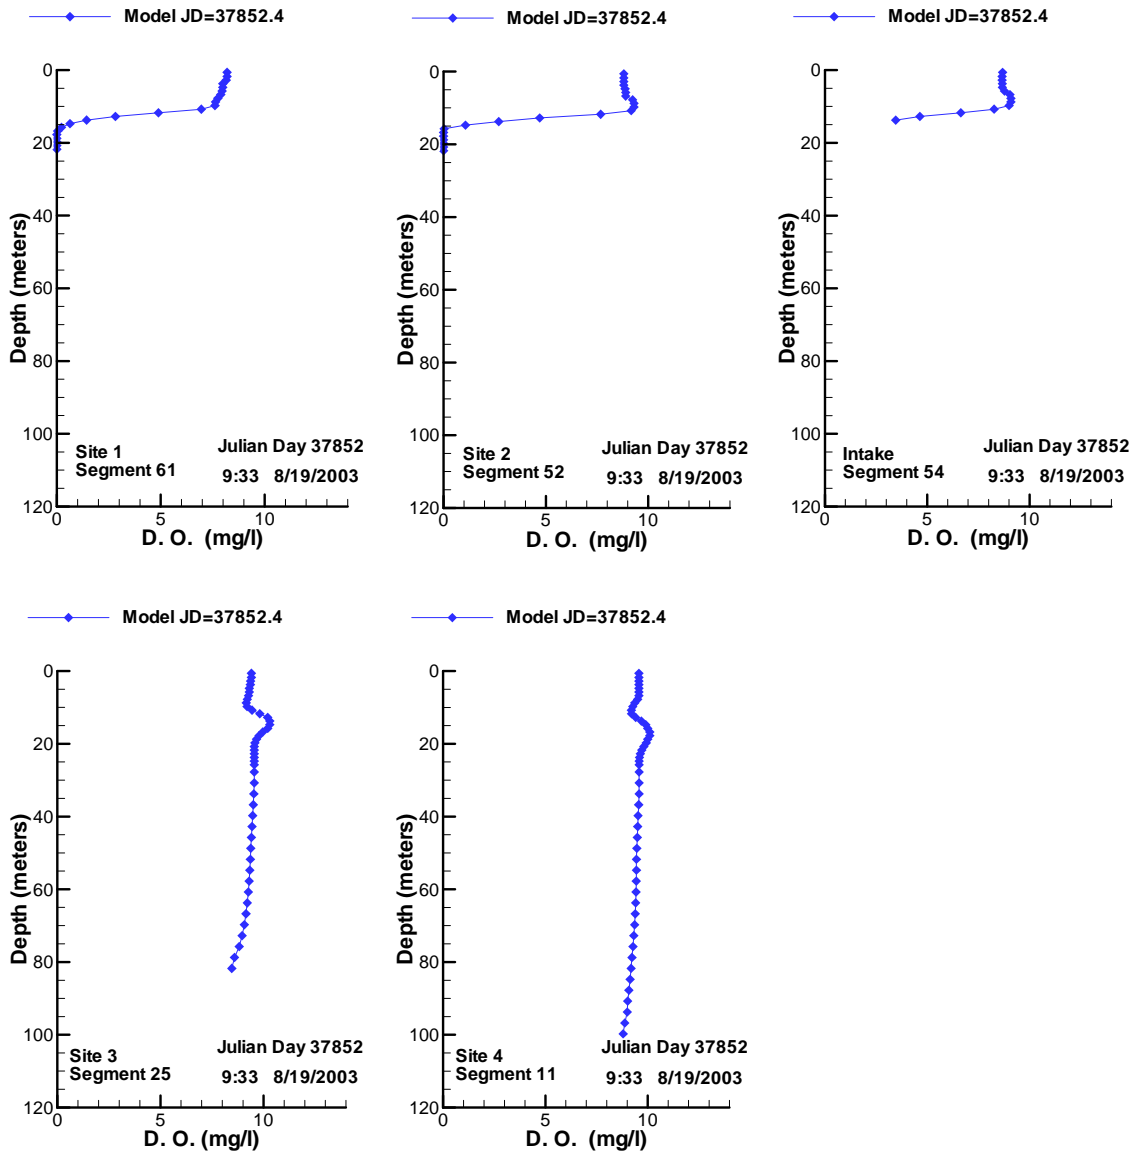 Model JD=37852.4
0
20
40
60
80
100
120
Depth (meters)
Site 1
Segment 61
Julian Day 37852
9:33 8/19/2003
0 5 10
D. O. (mg/l)
Model JD=37852.4
0
20
40
60
80
100
120
Depth (meters)
Site 2
Segment 52
Julian Day 37852
9:33 8/19/2003
0 5 10
D. O. (mg/l)
Model JD=37852.4
0
20
40
60
80
100
120
Depth (meters)
Intake
Segment 54
Julian Day 37852
9:33 8/19/2003
0 5 10
D. O. (mg/l)
Model JD=37852.4
0
20
40
60
80
100
120
Depth (meters)
Site 3
Segment 25
Julian Day 37852
9:33 8/19/2003
0 5 10
D. O. (mg/l)
Model JD=37852.4
0
20
40
60
80
100
120
Depth (meters)
Site 4
Segment 11
Julian Day 37852
9:33 8/19/2003
0 5 10
D. O. (mg/l)